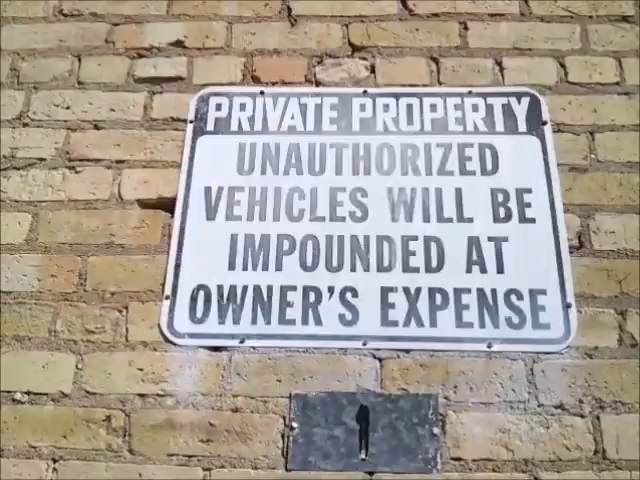 PRIVATE PROPERTY
UNAUTHORIZED
VEHICLES WILL BE
IMPOUNDED AT
OWNER'S EXPENSE